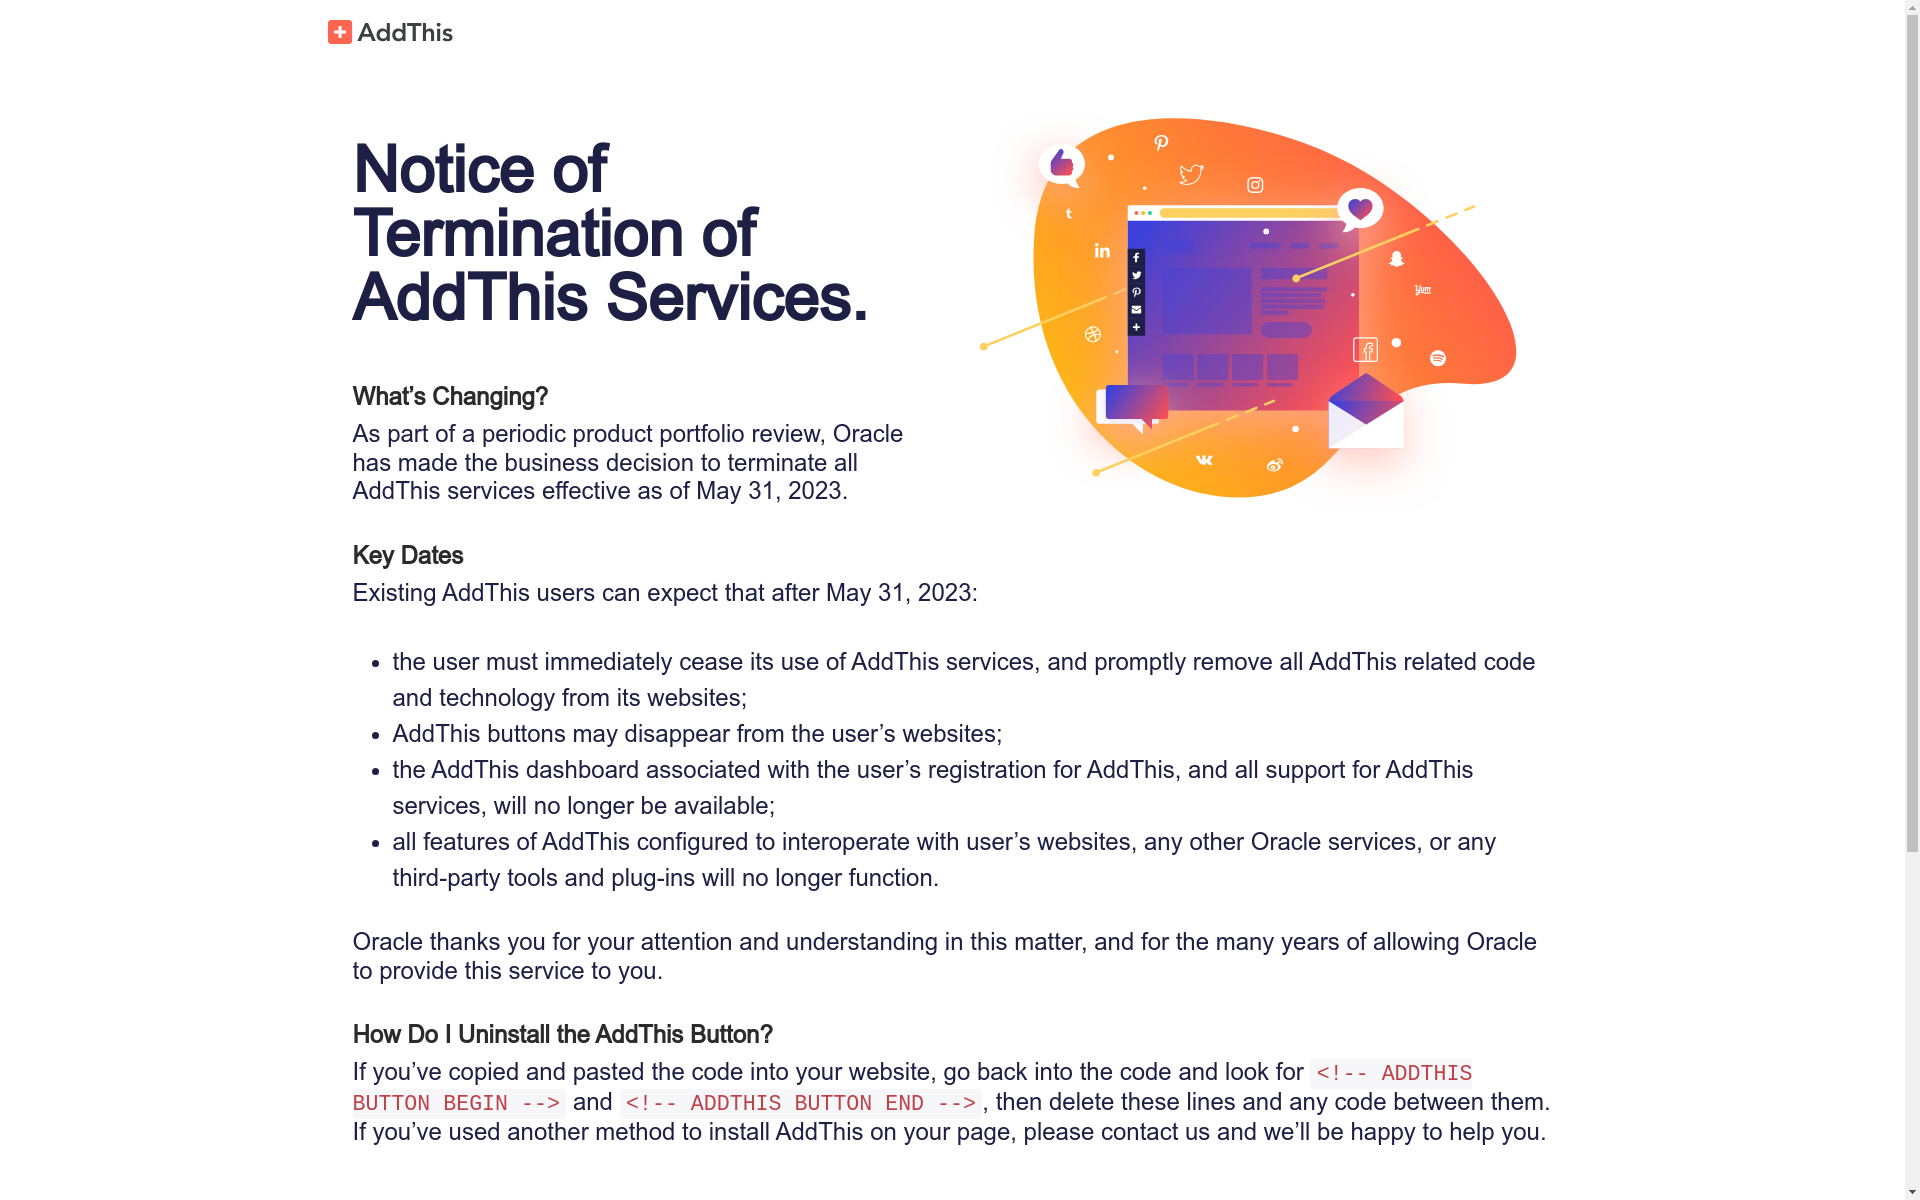 AddThis
Notice of
Termination of
AddThis Services.
What’s Changing?
As part of a periodic product portfolio review, Oracle
has made the business decision to terminate all
AddThis services effective as of May 31, 2023.
Key Dates
Existing AddThis users can expect that after May 31, 2023:
• the user must immediately cease its use of AddThis services, and promptly remove all AddThis related code
and technology from its websites;
• AddThis buttons may disappear from the user’s websites;
• the AddThis dashboard associated with the user’s registration for AddThis, and all support for AddThis
services, will no longer be available;
• all features of AddThis configured to interoperate with user’s websites, any other Oracle services, or any
third-party tools and plug-ins will no longer function.
Oracle thanks you for your attention and understanding in this matter, and for the many years of allowing Oracle
to provide this service to you.
How Do I Uninstall the AddThis Button?
If you’ve copied and pasted the code into your website, go back into the code and look for <!-- ADDTHIS
BUTTON BEGIN --> and <!-- ADDTHIS BUTTON END -->, then delete these lines and any code between them.
If you’ve used another method to install AddThis on your page, please contact us and we’ll be happy to help you.